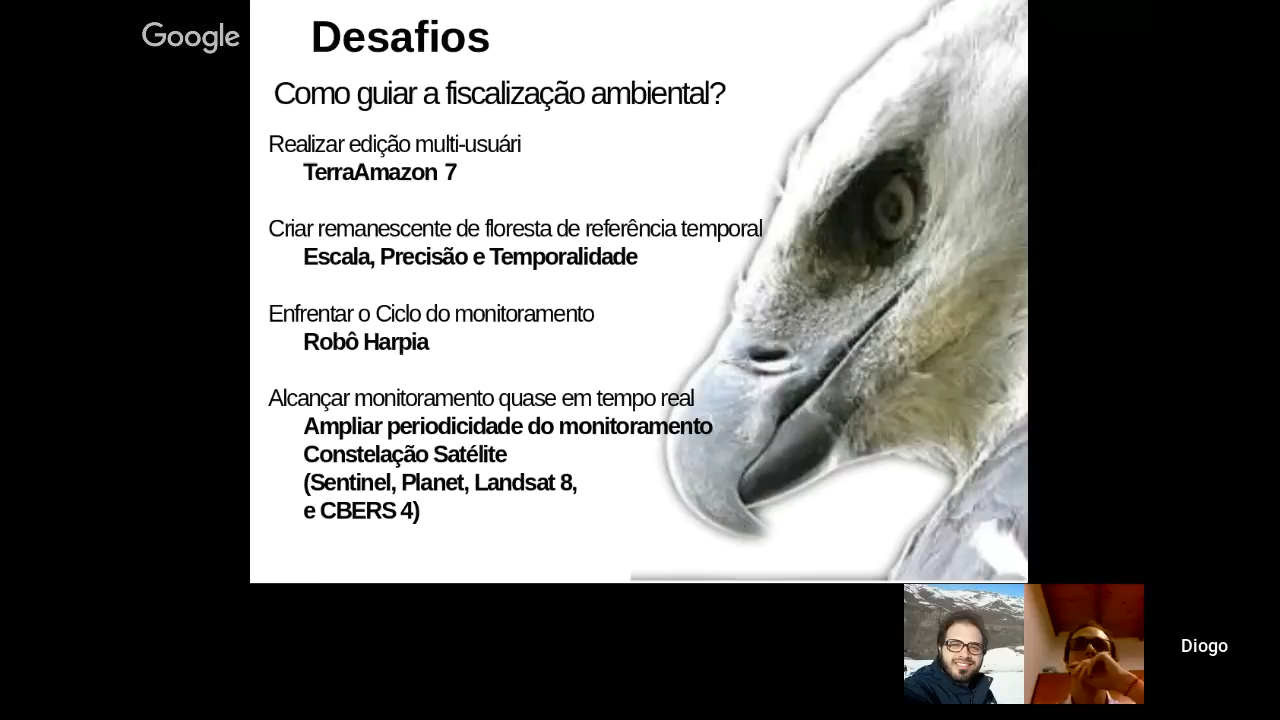 Google
Desafios
Como guiar a fiscalização ambiental?
Realizar edição multi-usuári
TerraAmazon 7
Criar remanescente de floresta de referência temporal
Escala, Precisão e Temporalidade
Enfrentar o Ciclo do monitoramento
Robô Harpia
Alcançar monitoramento quase em tempo real
Ampliar periodicidade do monitoramento
Constelação Satélite
(Sentinel, Planet, Landsat 8,
e CBERS 4)
Diogo